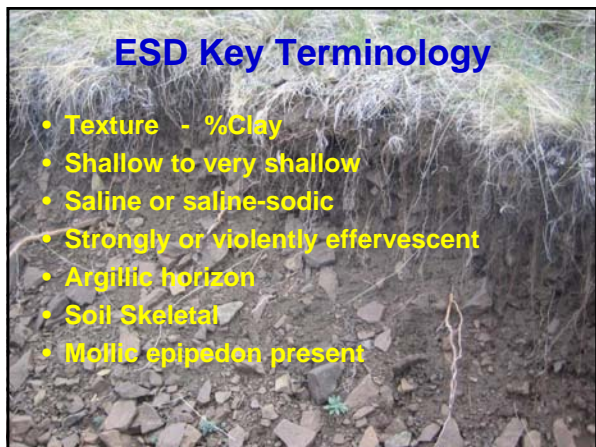 ESD Key Terminology
• Texture - %Clay
• Shallow to very shallow
• Saline or saline-sodic
• Strongly or violently effervescent
• Argillic horizon
• Soil Skeletal
• Mollic epipedon present